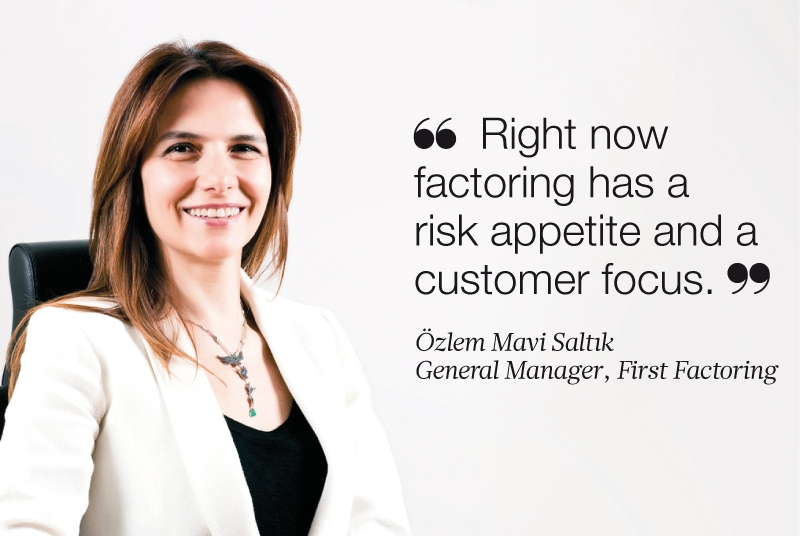 ❝ Right now
factoring has a
risk appetite and a
customer focus. ❞
Özlem Mavi Saltık
General Manager, First Factoring